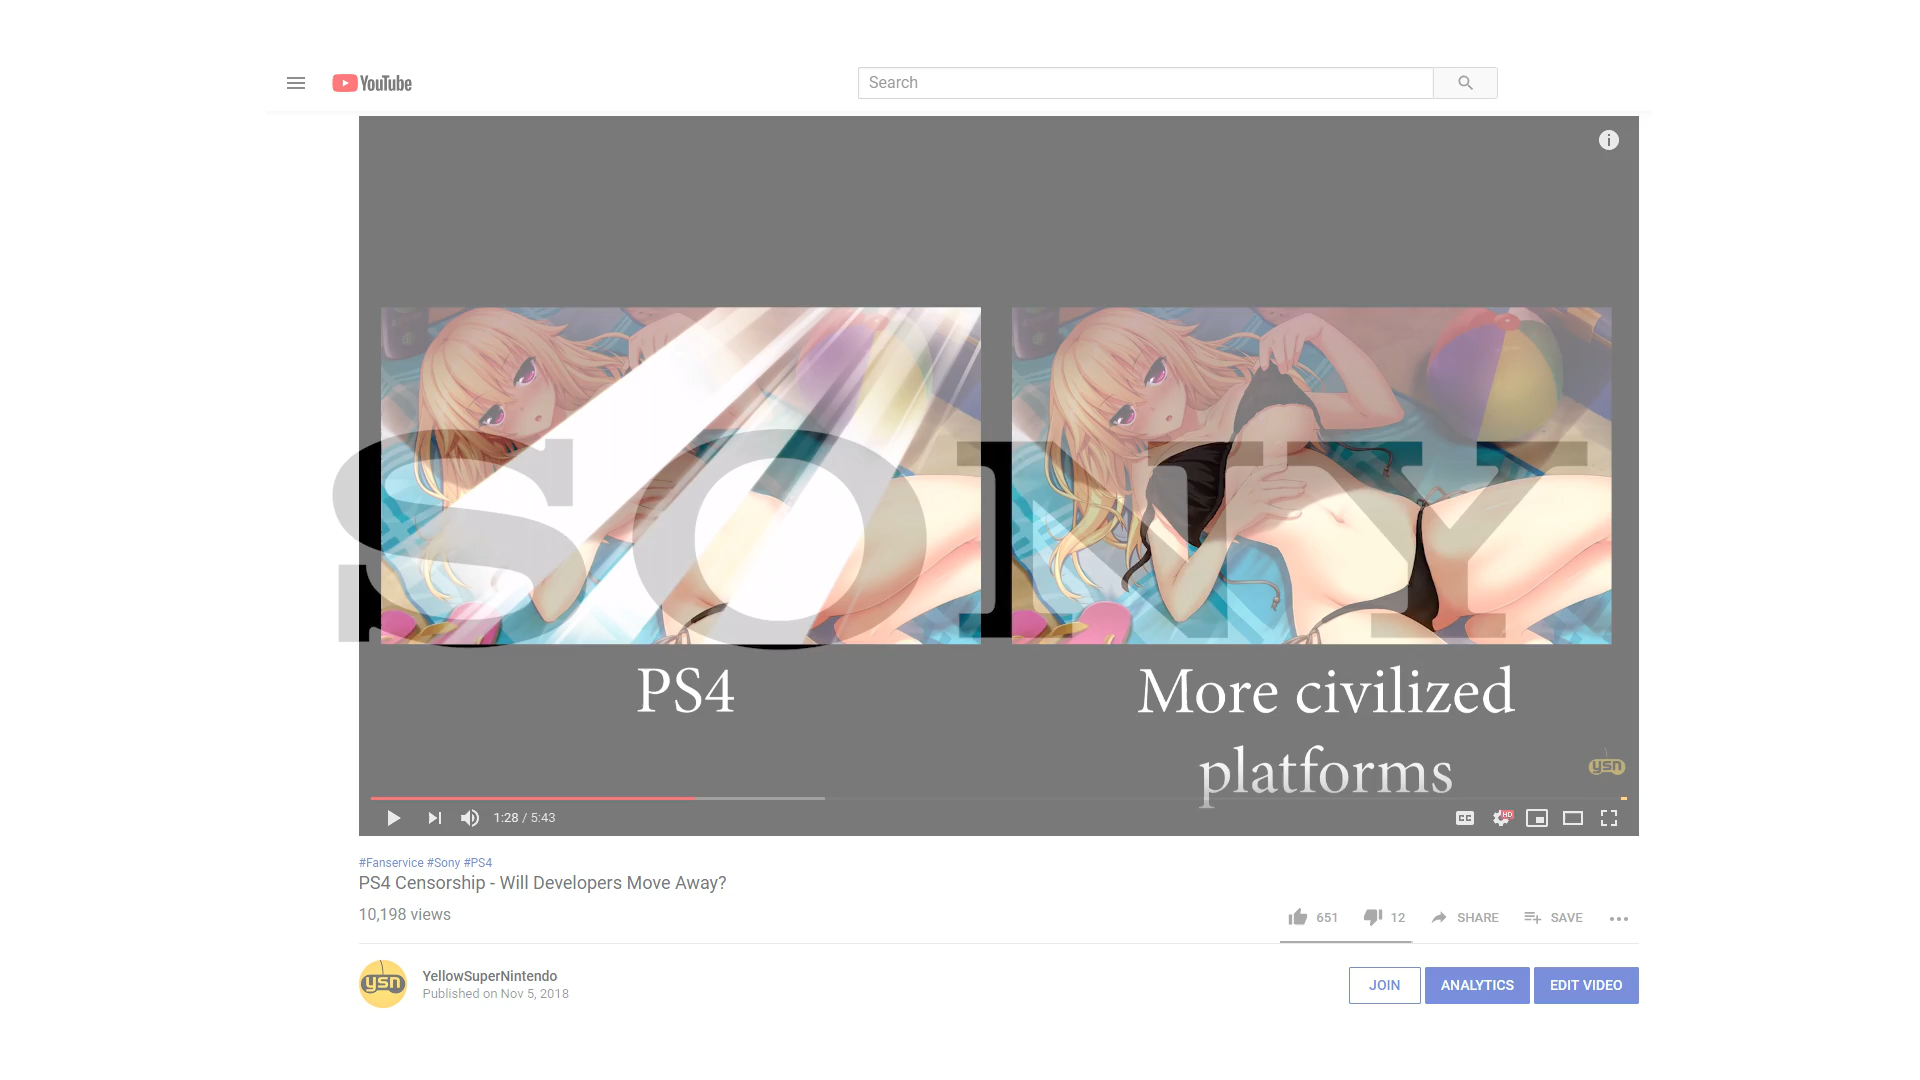 YouTube
Search
SONY
PS4
More civilized
platforms
ysn
1:28 / 5:43
CC
HD
#Fanservice #Sony #PS4
PS4 Censorship - Will Developers Move Away?
10,198 views
651
12
SHARE
SAVE
ysn
YellowSuperNintendo
Published on Nov 5, 2018
JOIN
ANALYTICS
EDIT VIDEO